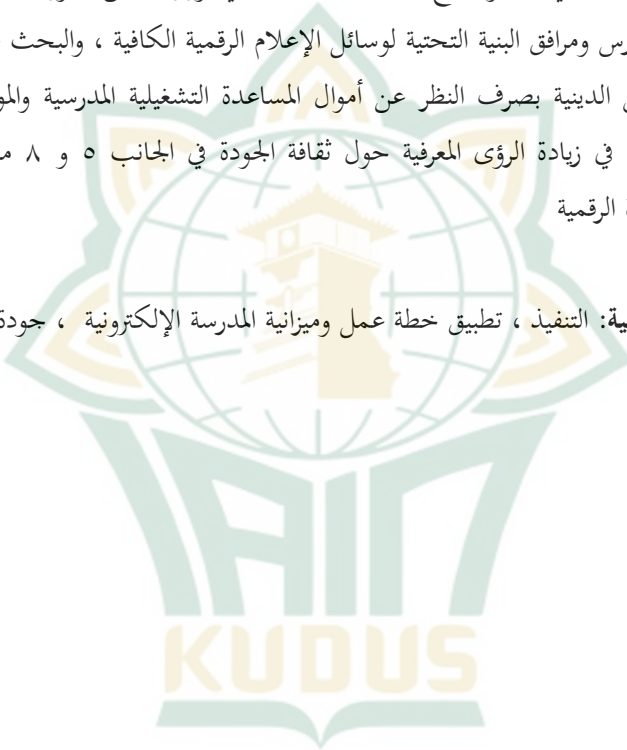 رس ومرافق البنية التحتية لوسائل الإعلام الرقمية الكافية ، والبحث
الدينية بصرف النظر عن أموال المساعدة التشغيلية المدرسية
في زيادة الرؤى المعرفية حول ثقافة الجودة في الجانب ٥ و ٨
الرقمية
ية: التنفيذ ، تطبيق خطة عمل وميزانية المدرسة الإلكترونية ، جودة
IAIN
KUDUS